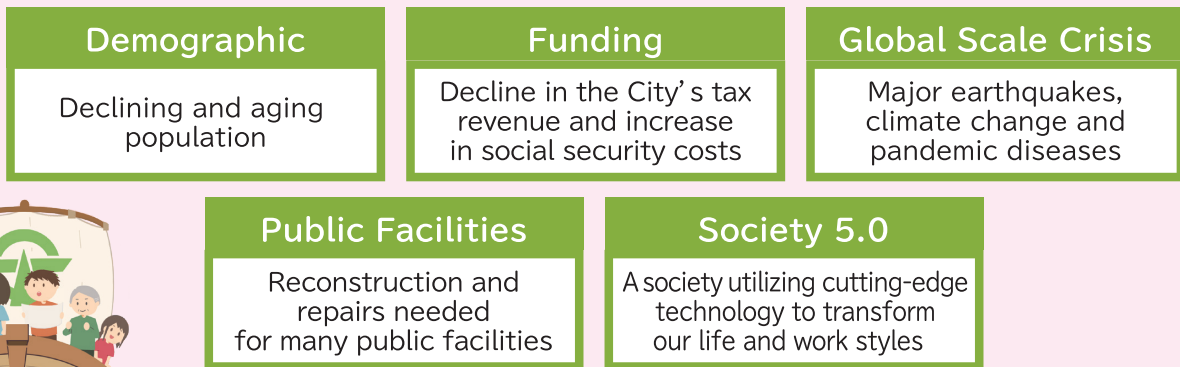 Demographic
Declining and aging
population
Funding
Decline in the City’s tax
revenue and increase
in social security costs
Global Scale Crisis
Major earthquakes,
climate change and
pandemic diseases
Public Facilities
Reconstruction and
repairs needed
for many public facilities
Society 5.0
A society utilizing cutting-edge
technology to transform
our life and work styles